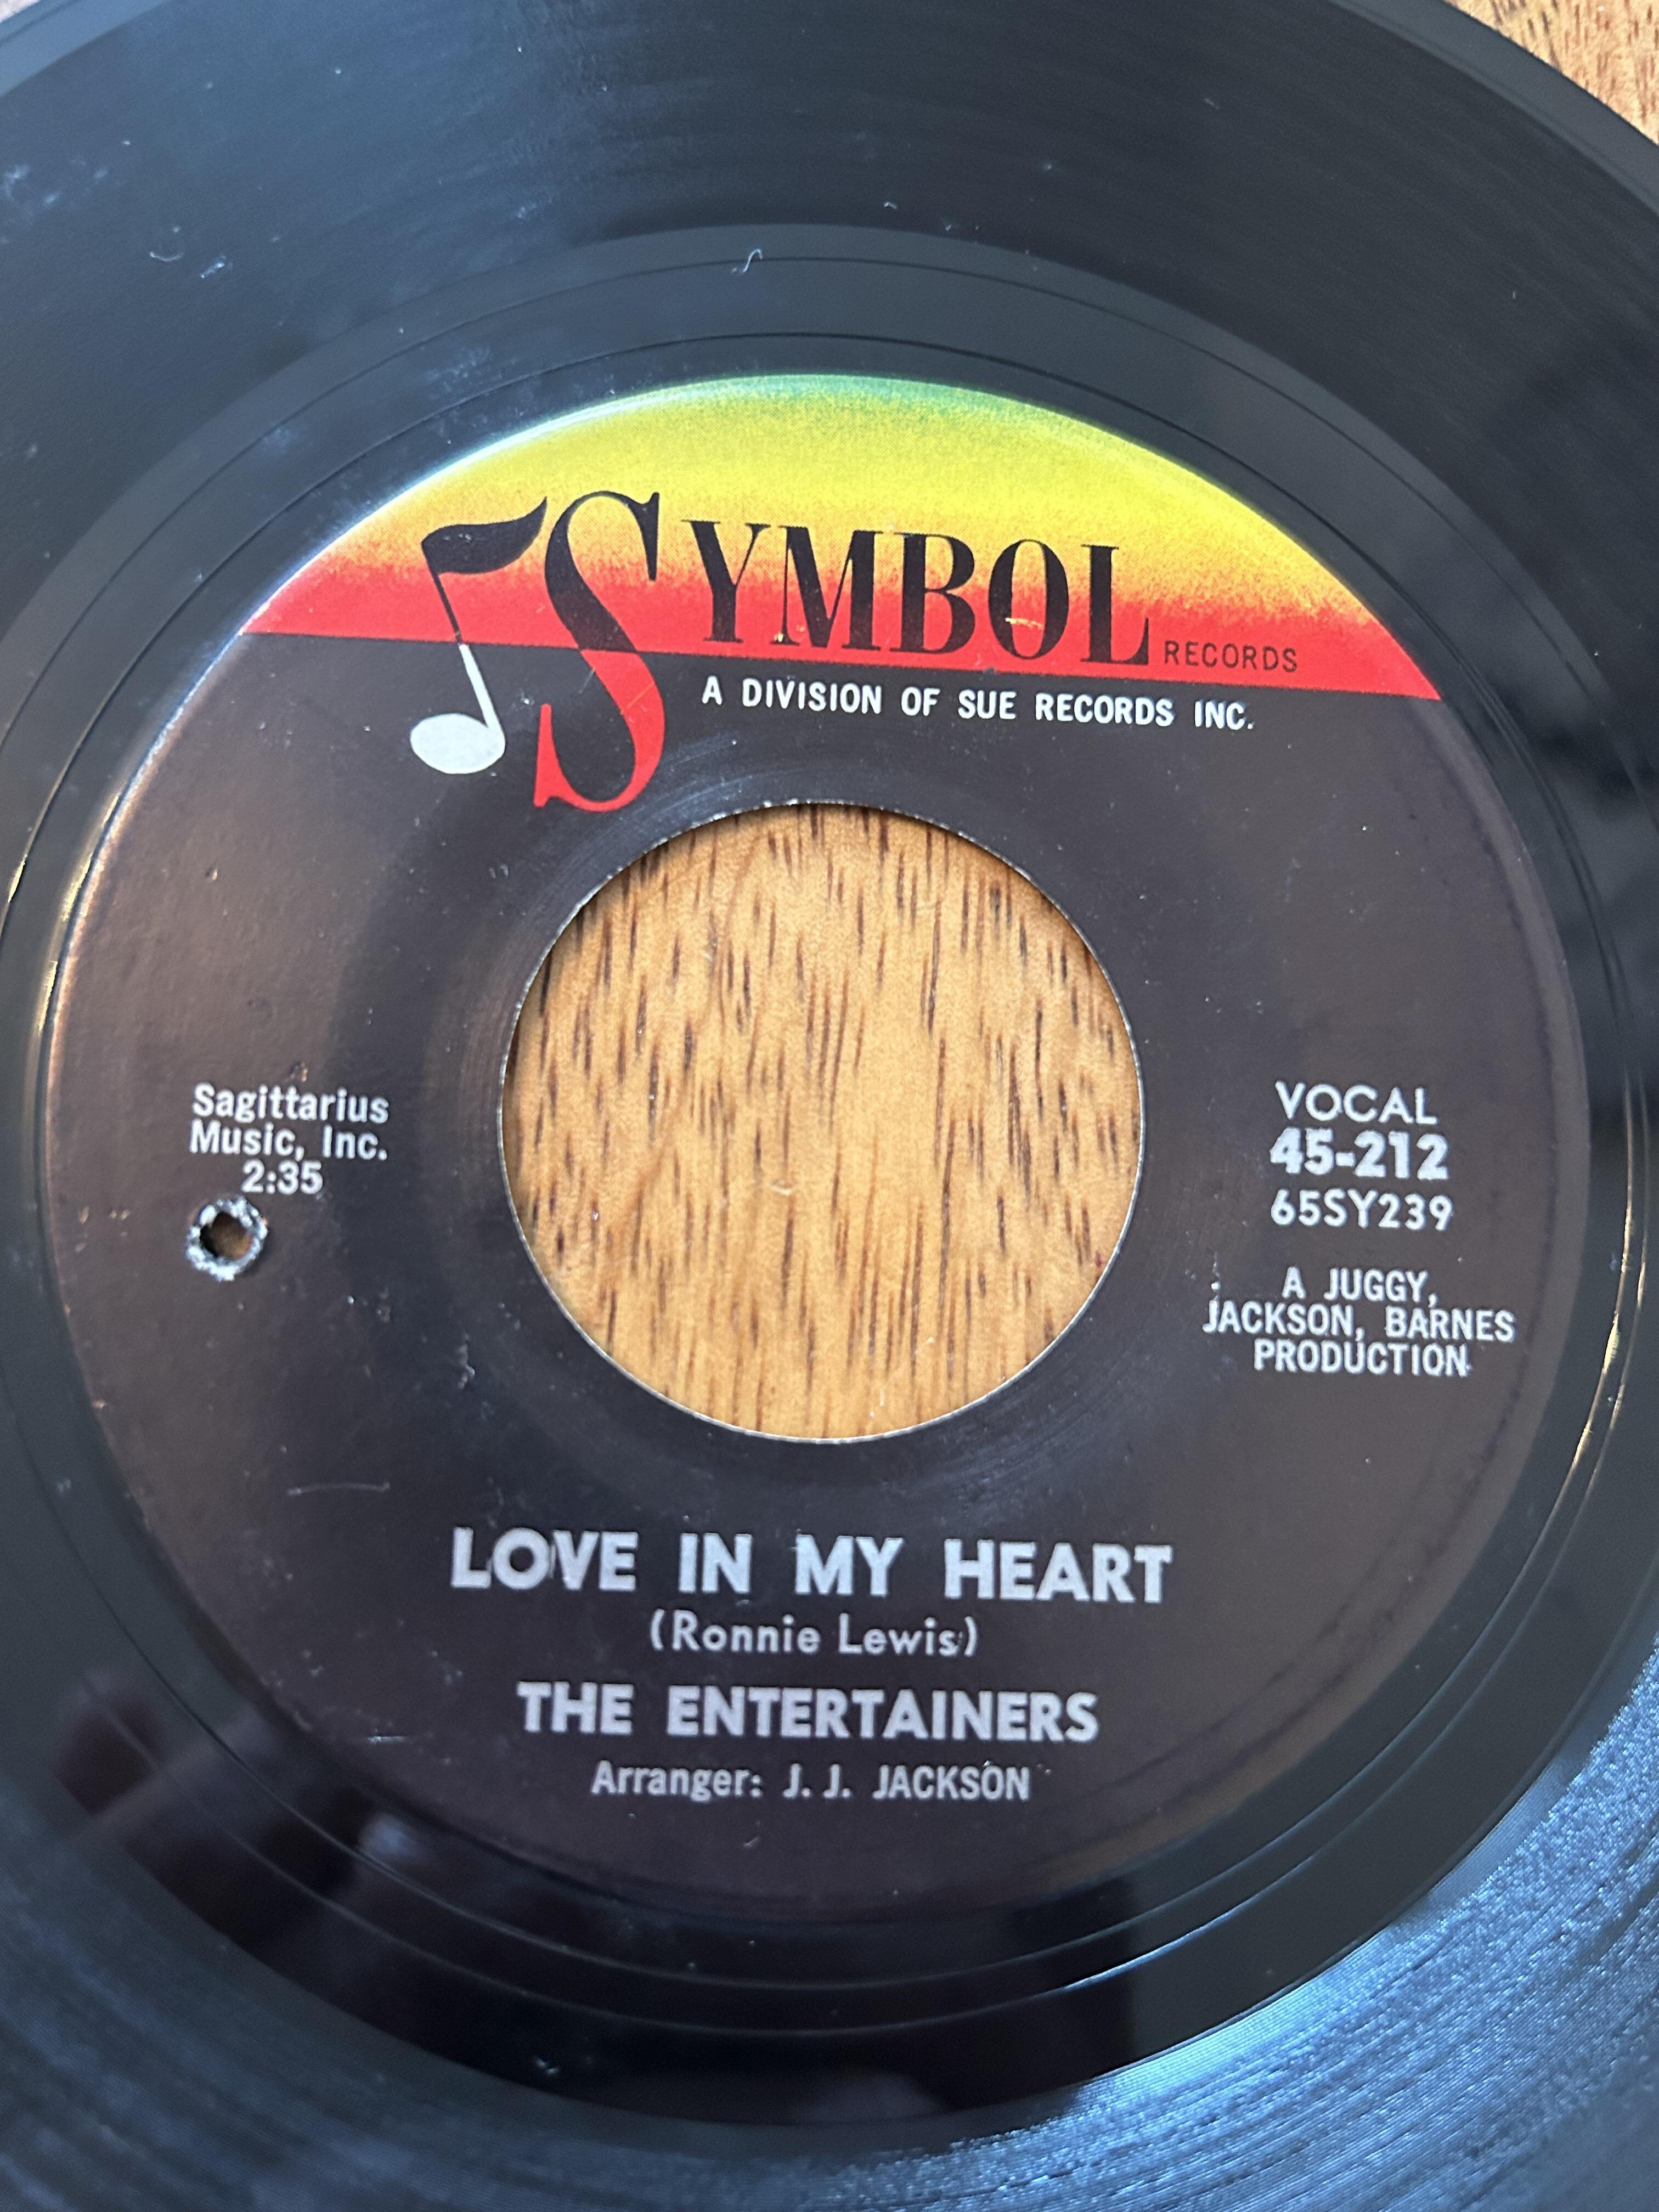 SYMBOL RECORDS
A DIVISION OF SUE RECORDS INC.
Sagittarius
Music, Inc.
2:35
VOCAL
45-212
65SY239
A JUGGY,
JACKSON, BARNES
PRODUCTION
LOVE IN MY HEART
(Ronnie Lewis)
THE ENTERTAINERS
Arranger: J. J. JACKSON